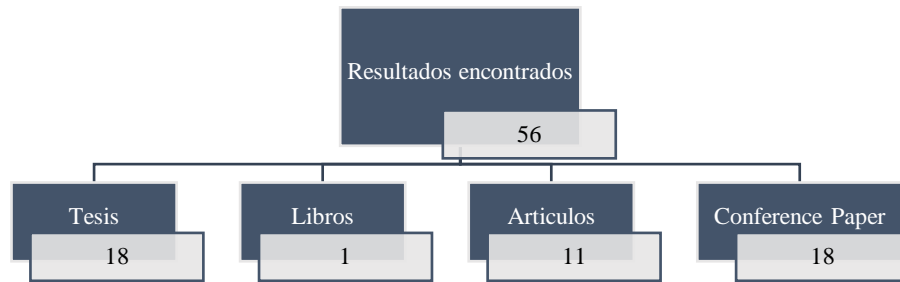 Resultados encontrados
56
Tesis
18
Libros
1
Articulos
11
Conference Paper
18